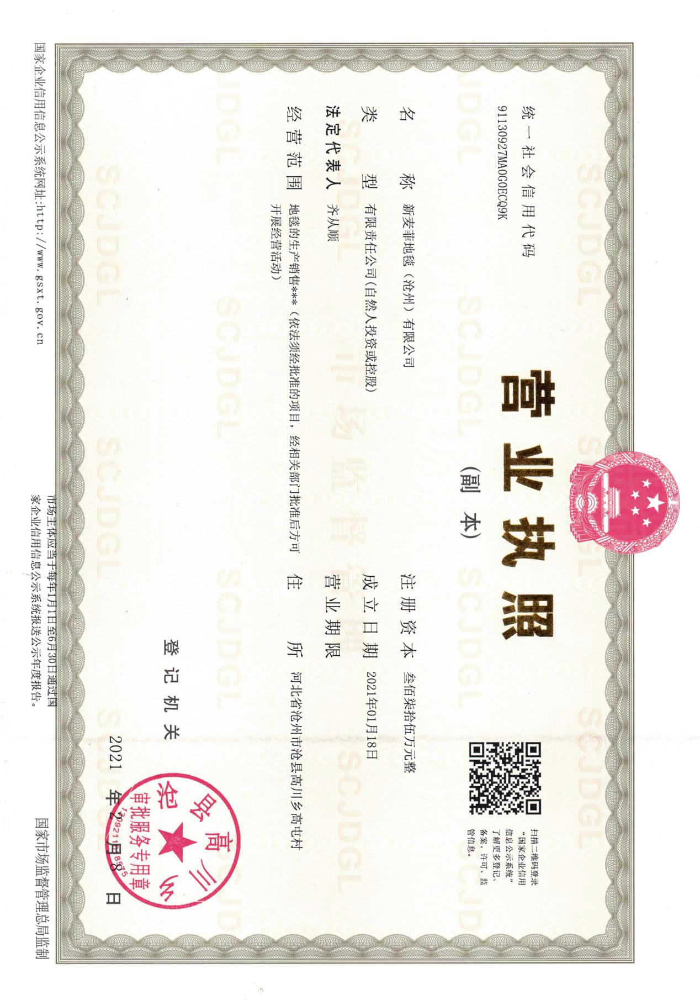 营业执照
(副 本)
统一社会信用代码
91130927MA0G0ECQ9K
扫描二维码登录
“国家企业信用
信息公示系统”
了解更多登记、
备案、许可、监
管信息。
名 称 新麦菲地毯（沧州）有限公司
类 型 有限责任公司(自然人投资或控股)
法定代表人 齐从顺
经营范围 地毯的生产销售***（依法须经批准的项目，经相关部门批准后方可
开展经营活动）
注册资本 叁佰柒拾伍万元整
成立日期 2021年01月18日
营业期限
住 所 河北省沧州市沧县高川乡高屯村
登记机关
沧县高川乡
审批服务专用章
2021 年 2 月 8 日
国家企业信用信息公示系统网址:http://www.gsxt.gov.cn
市场主体应当于每年1月1日至6月30日通过国
家企业信用信息公示系统报送公示年度报告。
国家市场监督管理总局监制
SCJDGL
市场监督管理